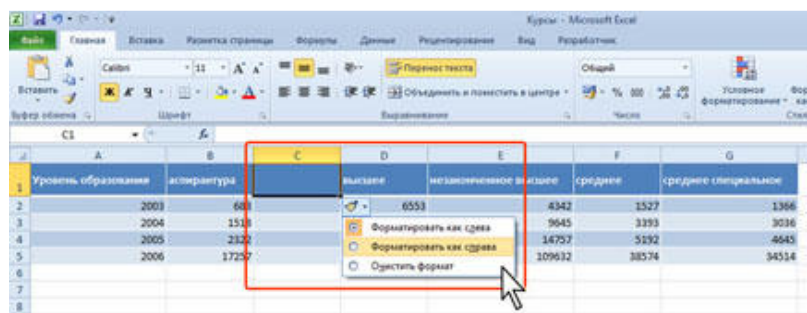 Курсы - Microsoft Excel
Файл Главная Вставка Разметка страницы Формулы Данные Рецензирование Вид Разработчик
Calibri 11 Перенос текста Общий
Вставить Ж К Ч Объединить и поместить в центре % 000 Условное форматирование
Буфер обмена Шрифт Выравнивание Число
C1 fx
A B C D E F G
1 Уровень образования аспирантура высшее незаконченное высшее среднее среднее специальное
2 2003 6553 4342 1527 1366
3 2004 Форматировать как слева 9645 3393 3036
4 2005 2322 Форматировать как справа 14757 5192 4645
5 2006 17257 Очистить формат 109632 38574 34514
6
7
8